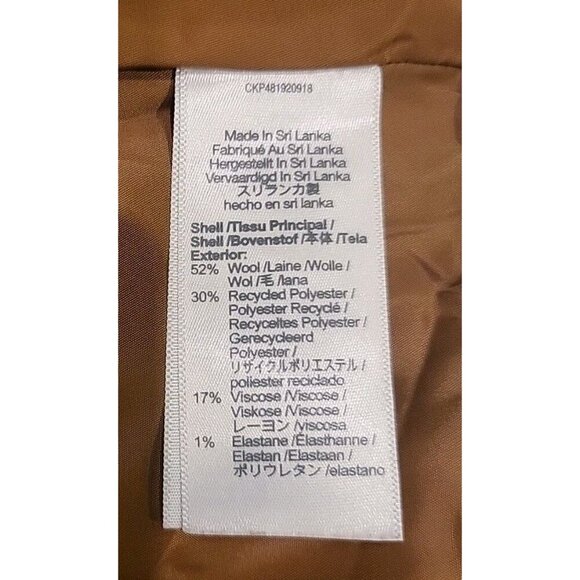 CKP481920918
Made In Sri Lanka
Fabriqué Au Sri Lanka
Hergestellt In Sri Lanka
Vervaardigd In Sri Lanka
スリランカ製
hecho en sri lanka
Shell /Tissu Principal /
Shell /Bovenstof /本体 /Tela
Exterior:
52% Wool /Laine /Wolle /
Wol /毛 /lana
30% Recycled Polyester /
Polyester Recyclé /
Recyceltes Polyester /
Gerecycleerd
Polyester /
リサイクルポリエステル /
poliester reciclado
17% Viscose /Viscose /
Viskose /Viscose /
レーヨン /viscosa
1% Elastane /Élasthanne /
Elastan /Elastaan /
ポリウレタン /elastano